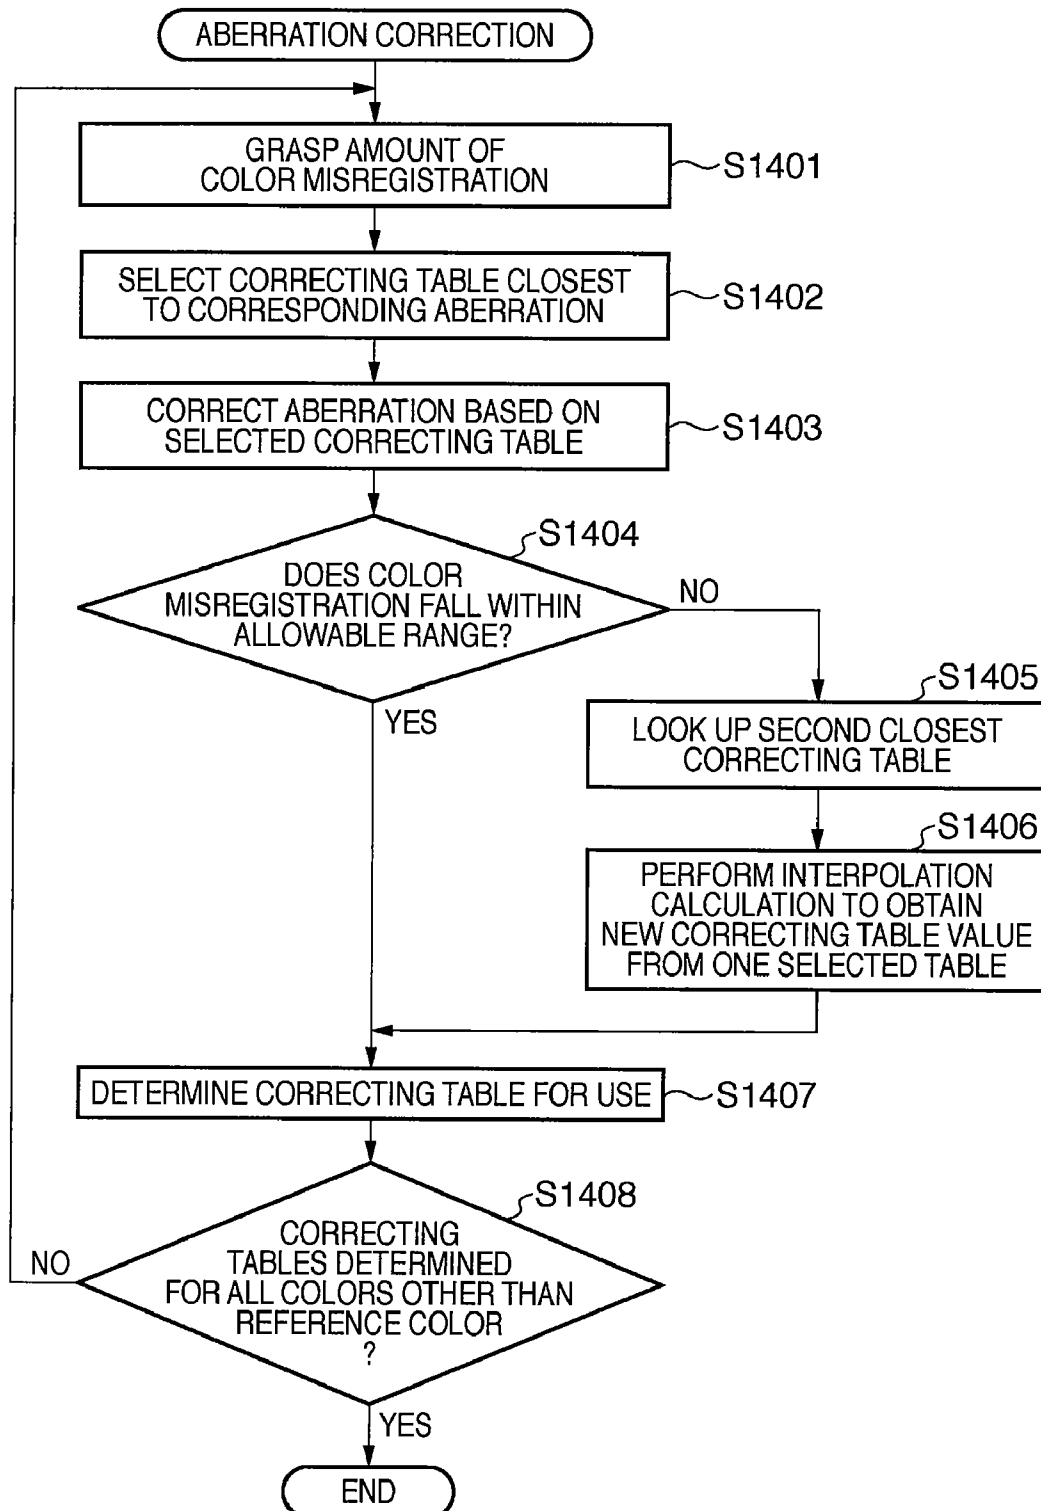 ABERRATION CORRECTION
GRASP AMOUNT OF
COLOR MISREGISTRATION
S1401
SELECT CORRECTING TABLE CLOSEST
TO CORRESPONDING ABERRATION
S1402
CORRECT ABERRATION BASED ON
SELECTED CORRECTING TABLE
S1403
S1404
DOES COLOR
MISREGISTRATION FALL WITHIN
ALLOWABLE RANGE?
NO
YES
S1405
LOOK UP SECOND CLOSEST
CORRECTING TABLE
S1406
PERFORM INTERPOLATION
CALCULATION TO OBTAIN
NEW CORRECTING TABLE VALUE
FROM ONE SELECTED TABLE
DETERMINE CORRECTING TABLE FOR USE
S1407
S1408
CORRECTING
TABLES DETERMINED
FOR ALL COLORS OTHER THAN
REFERENCE COLOR
?
NO
YES
END